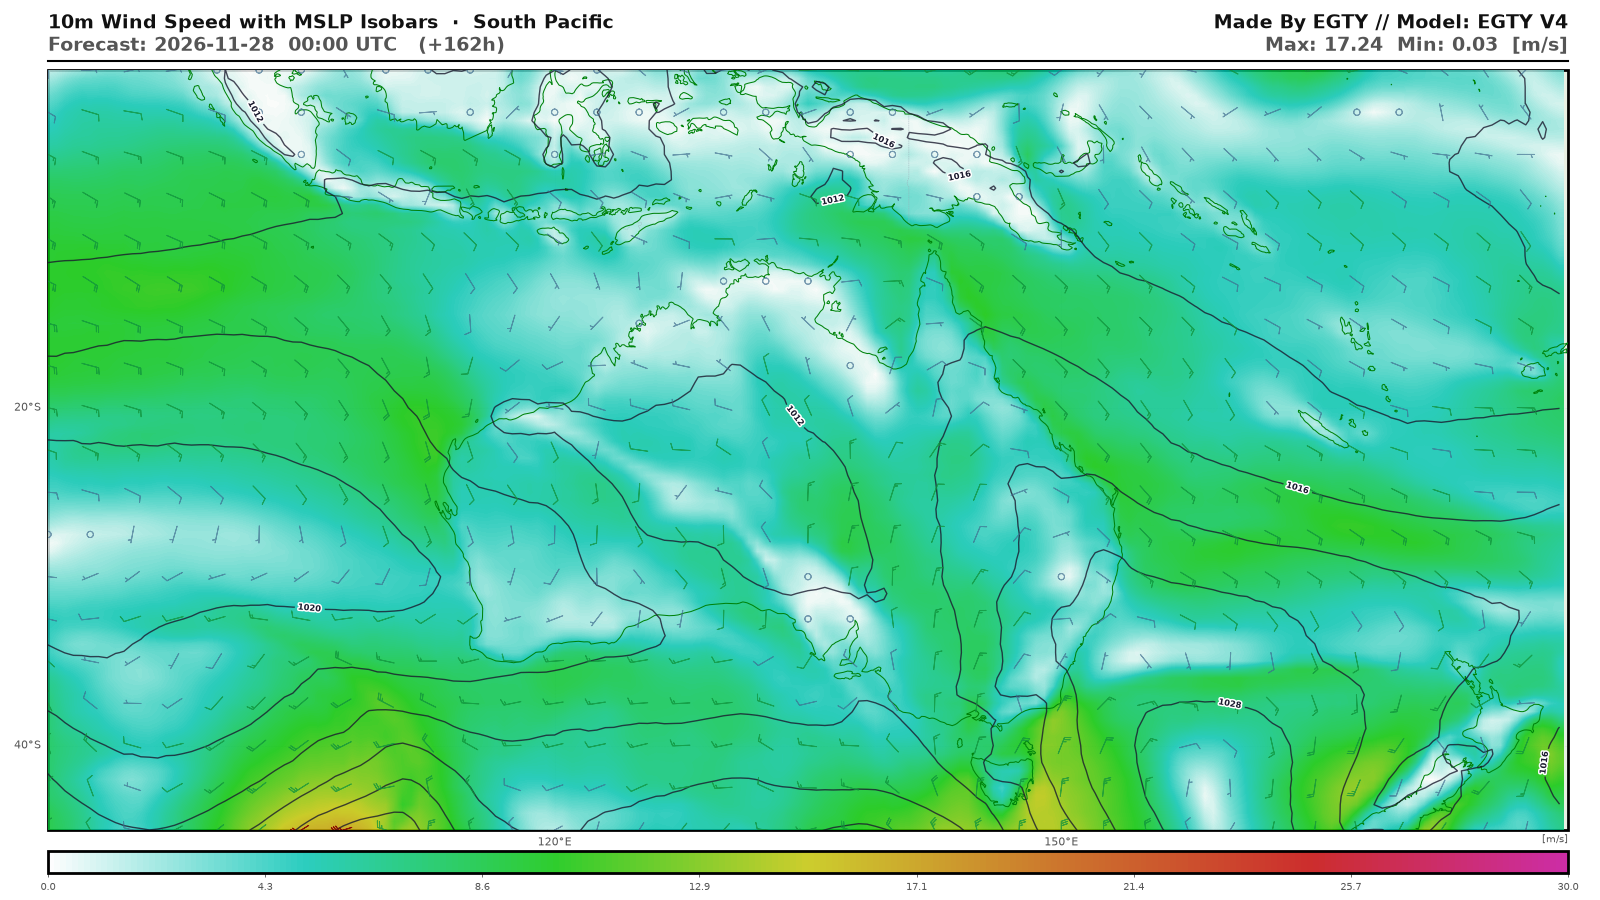 10m Wind Speed with MSLP Isobars · South Pacific
Made By EGTY // Model: EGTY V4
Forecast: 2026-11-28 00:00 UTC (+162h)
Max: 17.24 Min: 0.03 [m/s]
1012
1016
1016
1012
20°S
1012
1016
1020
1028
40°S
1016
120°E
150°E
[m/s]
0.0
4.3
8.6
12.9
17.1
21.4
25.7
30.0